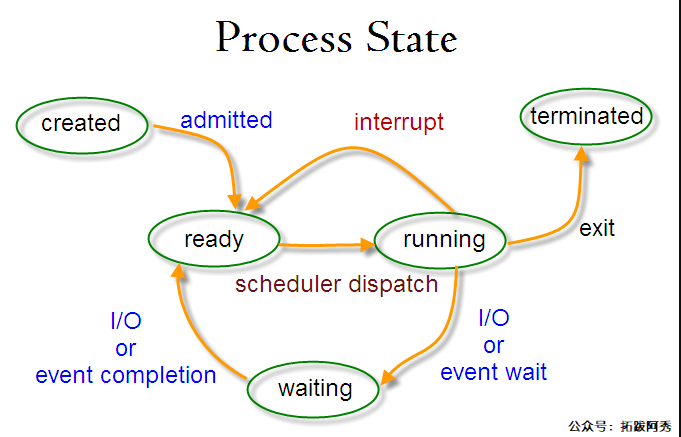 Process State
created
admitted
interrupt
terminated
ready
running
exit
scheduler dispatch
I/O
or
event completion
I/O
or
event wait
waiting
公众号：拓跋阿秀